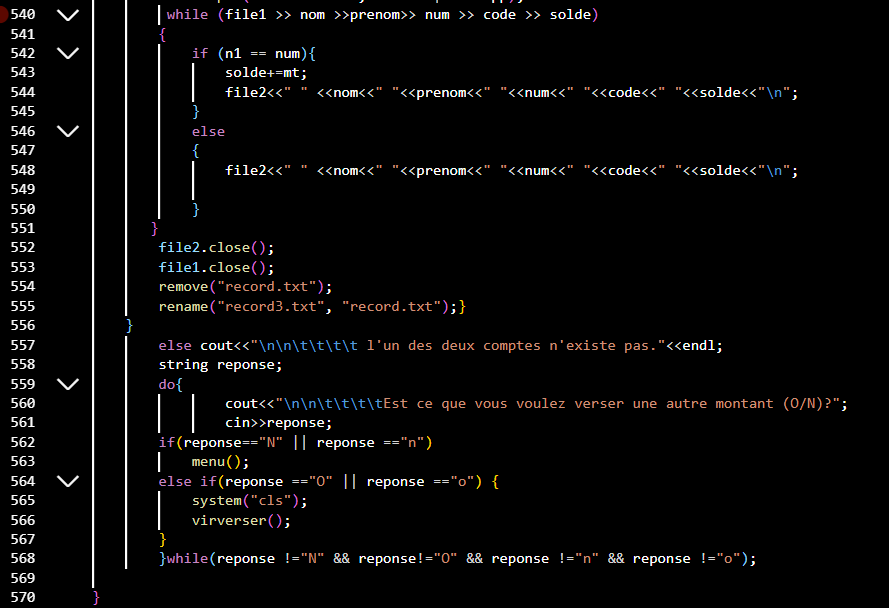 540 while (file1 >> nom >>prenom>> num >> code >> solde)
541 {
542 if (n1 == num){
543 solde+=mt;
544 file2<<" " <<nom<<" "<<prenom<<" "<<num<<" "<<code<<" "<<solde<<"\n";
545 }
546 else
547 {
548 file2<<" " <<nom<<" "<<prenom<<" "<<num<<" "<<code<<" "<<solde<<"\n";
549
550 }
551 }
552 file2.close();
553 file1.close();
554 remove("record.txt");
555 rename("record3.txt", "record.txt");}
556 }
557 else cout<<"\n\n\t\t\t\t l'un des deux comptes n'existe pas."<<endl;
558 string reponse;
559 do{
560 cout<<"\n\n\t\t\t\tEst ce que vous voulez verser une autre montant (O/N)?";
561 cin>>reponse;
562 if(reponse=="N" || reponse =="n")
563 menu();
564 else if(reponse =="O" || reponse =="o") {
565 system("cls");
566 virverser();
567 }
568 }while(reponse !="N" && reponse!="O" && reponse !="n" && reponse !="o");
569
570 }